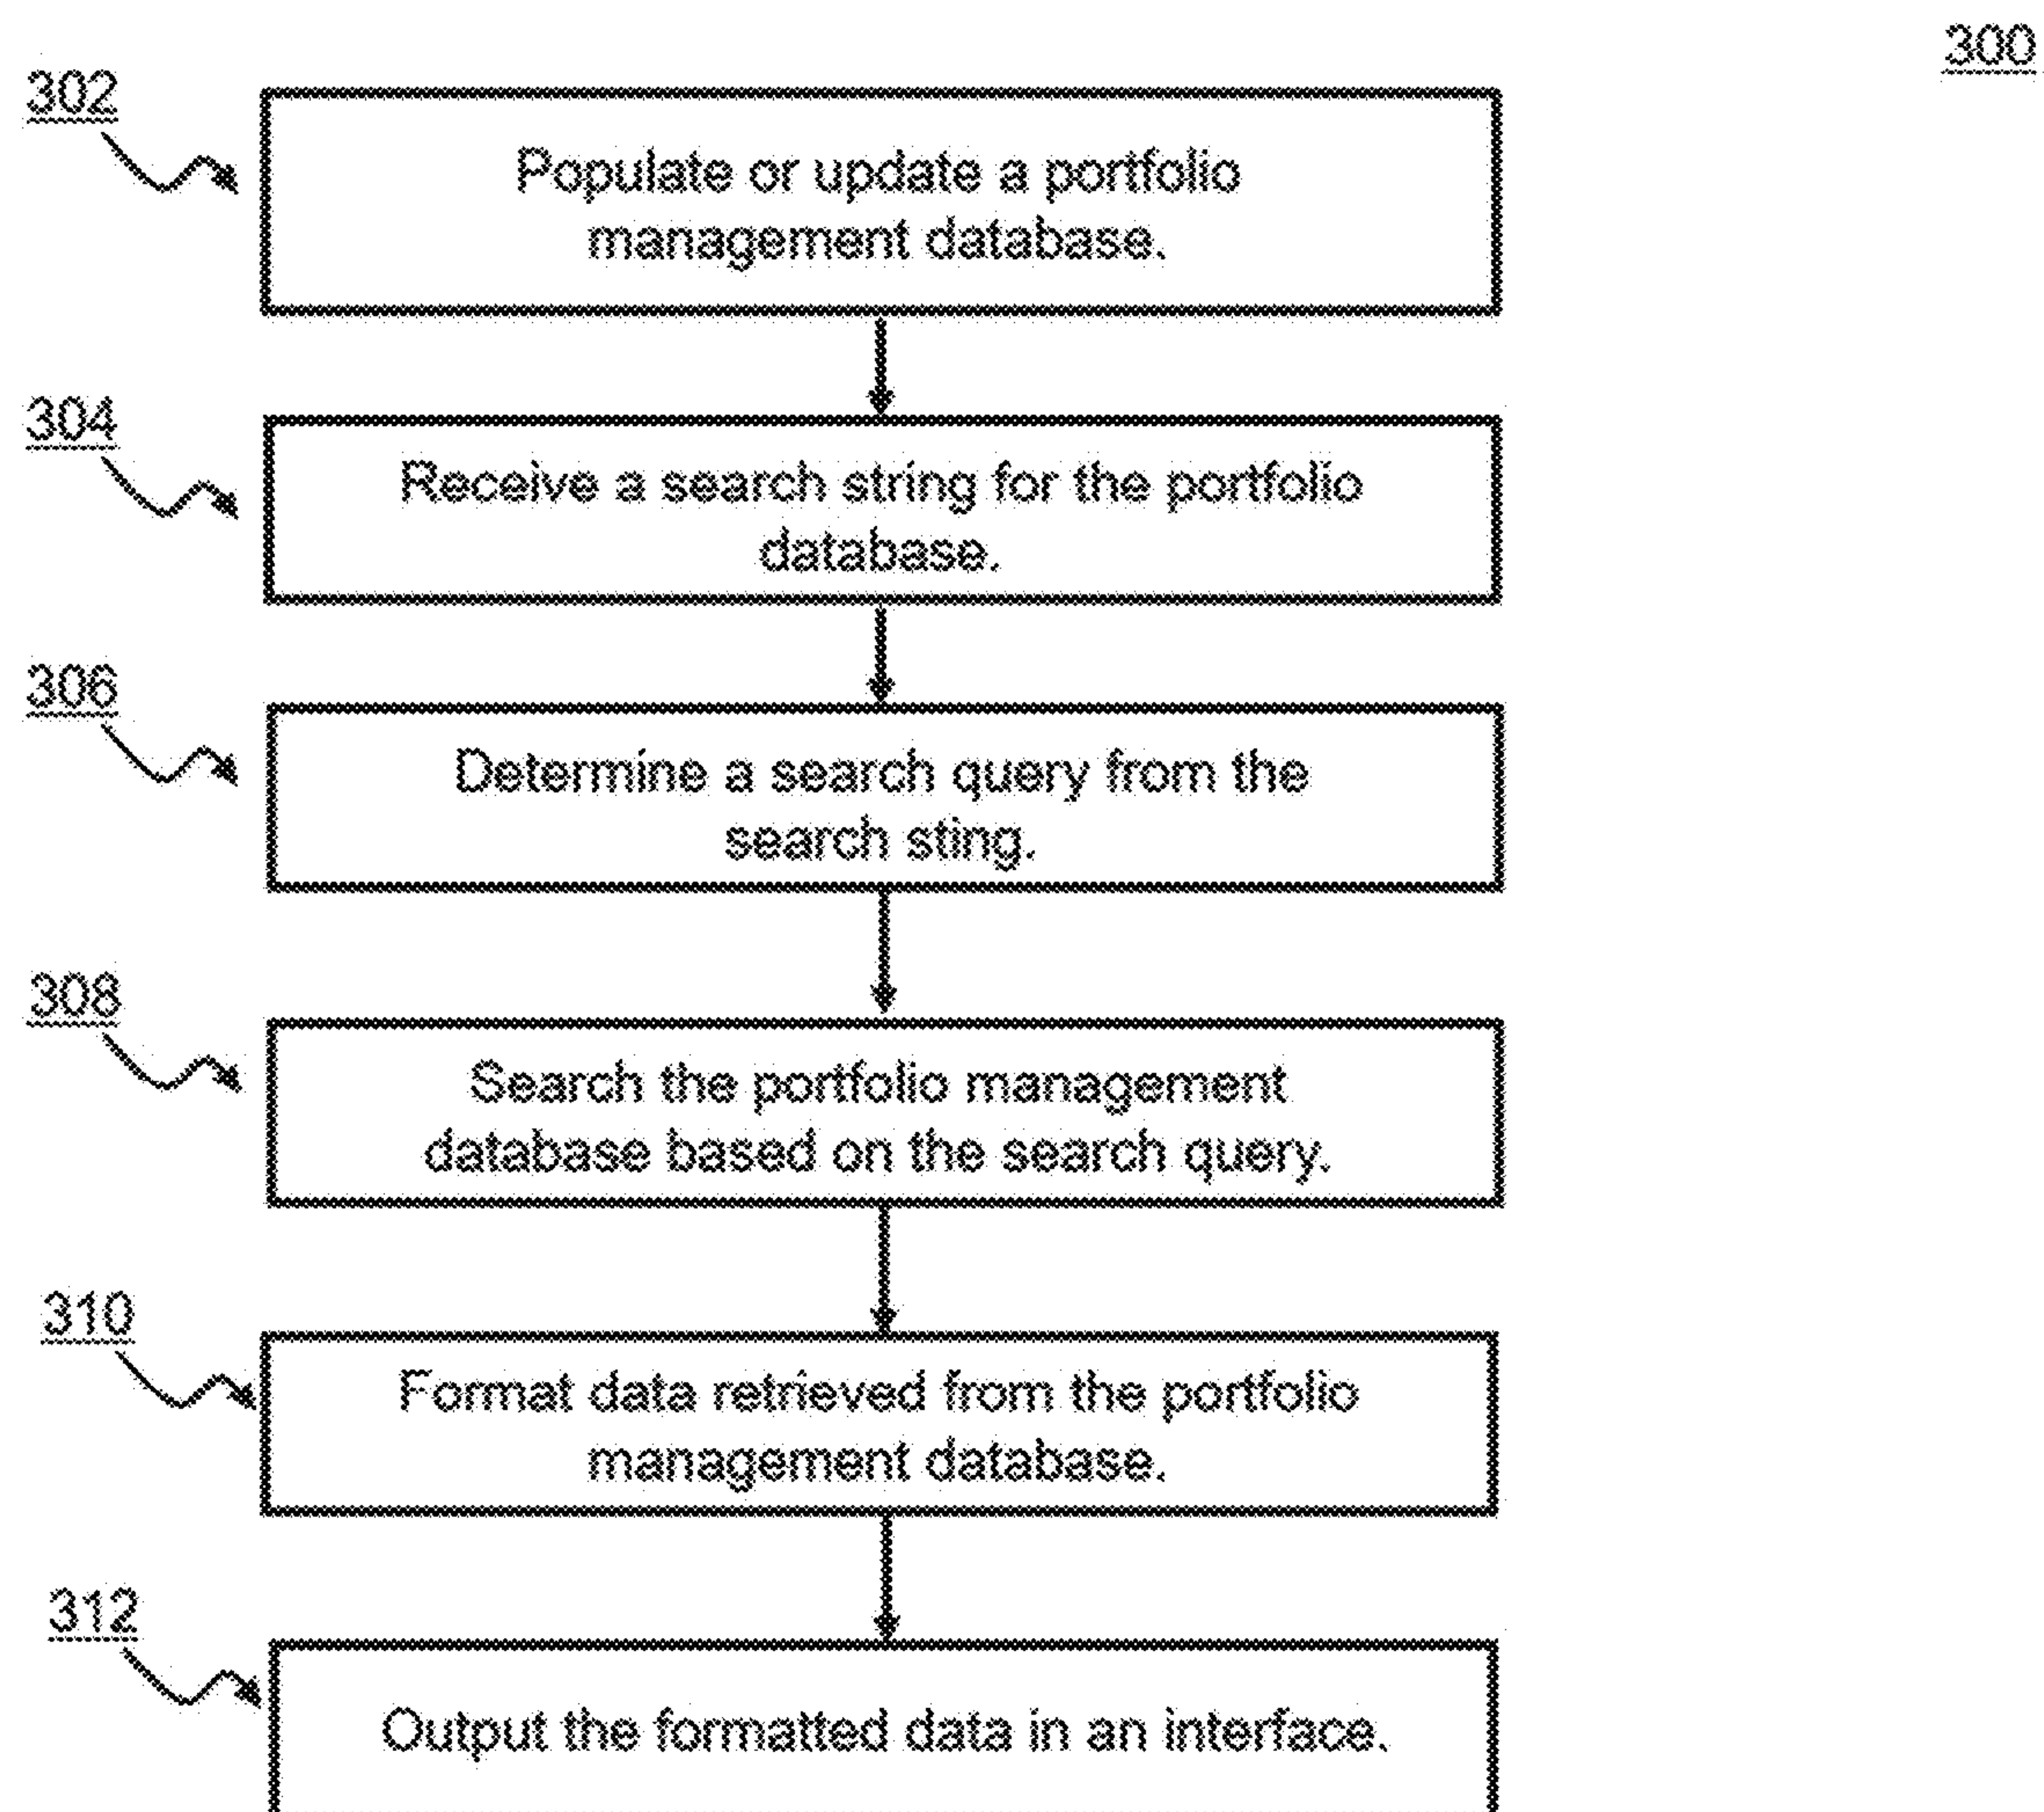 300
302
Populate or update a portfolio
management database.
304
Receive a search string for the portfolio
database.
306
Determine a search query from the
search sting.
308
Search the portfolio management
database based on the search query.
310
Format data retrieved from the portfolio
management database.
312
Output the formatted data in an interface.